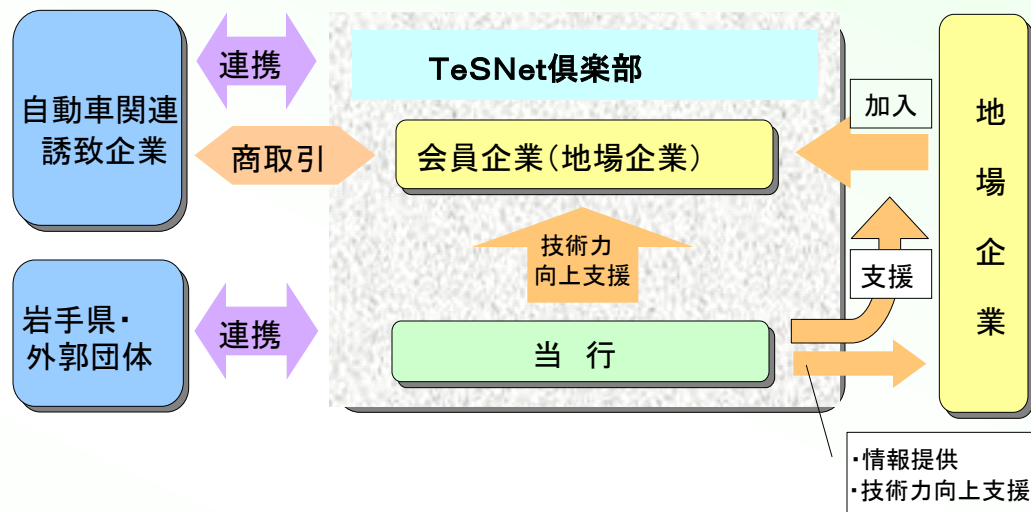 自動車関連
誘致企業
連携
商取引
TeSNet倶楽部
会員企業(地場企業)
加入
地
場
企
業
技術力
向上支援
支援
岩手県・
外郭団体
連携
当 行
・情報提供
・技術力向上支援